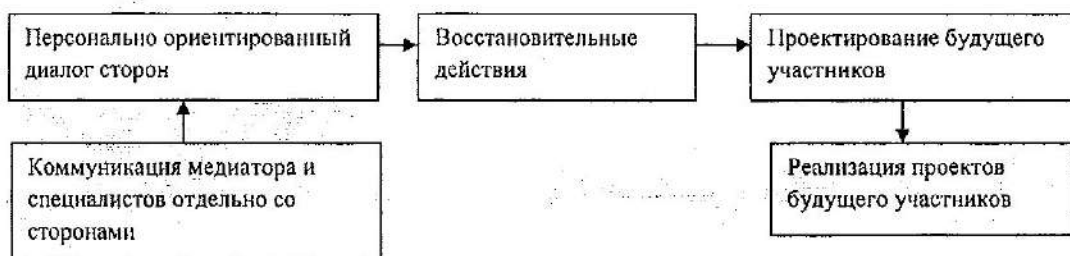 Персонально ориентированный
диалог сторон
Восстановительные
действия
Проектирование будущего
участников
Коммуникация медиатора и
специалистов отдельно со
сторонами
Реализация проектов
будущего участников